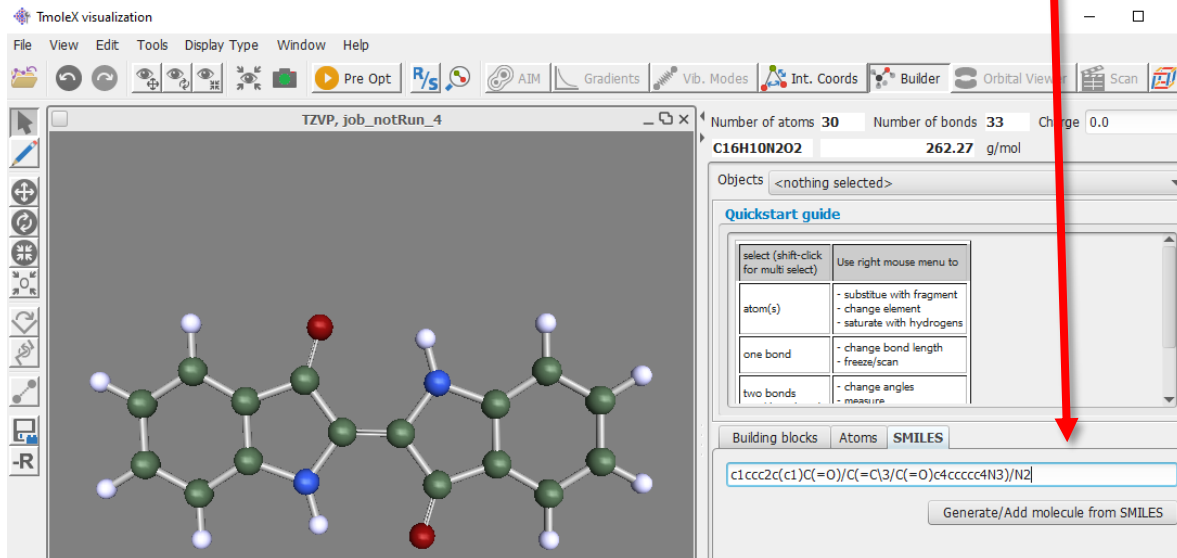 TmoleX visualization
File View Edit Tools Display Type Window Help
Pre Opt R/S AIM Gradients Vib. Modes Int. Coords Builder Orbital Viewer Scan
TZVP, job_notRun_4
Number of atoms 30 Number of bonds 33 Charge 0.0
C16H10N2O2 262.27 g/mol
Objects <nothing selected>
Quickstart guide
select (shift-click for multi select) Use right mouse menu to
atom(s)
- substitue with fragment
- change element
- saturate with hydrogens
one bond
- change bond length
- freeze/scan
two bonds
- change angles
- measure
Building blocks Atoms SMILES
c1ccc2c(c1)C(=O)/C(=C\3/C(=O)c4ccccc4N3)/N2
Generate/Add molecule from SMILES
-R